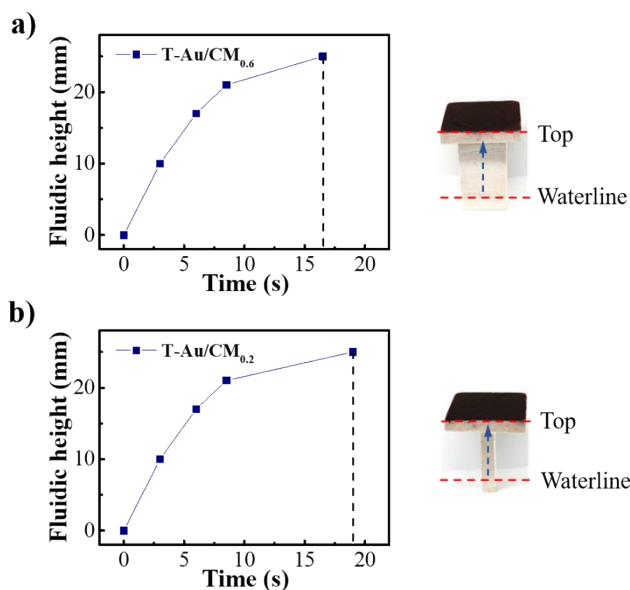 a)
T-Au/CM0.6
Fluidic height (mm)
20
10
0
0 5 10 15 20
Time (s)
Top
Waterline
b)
T-Au/CM0.2
Fluidic height (mm)
20
10
0
0 5 10 15 20
Time (s)
Top
Waterline